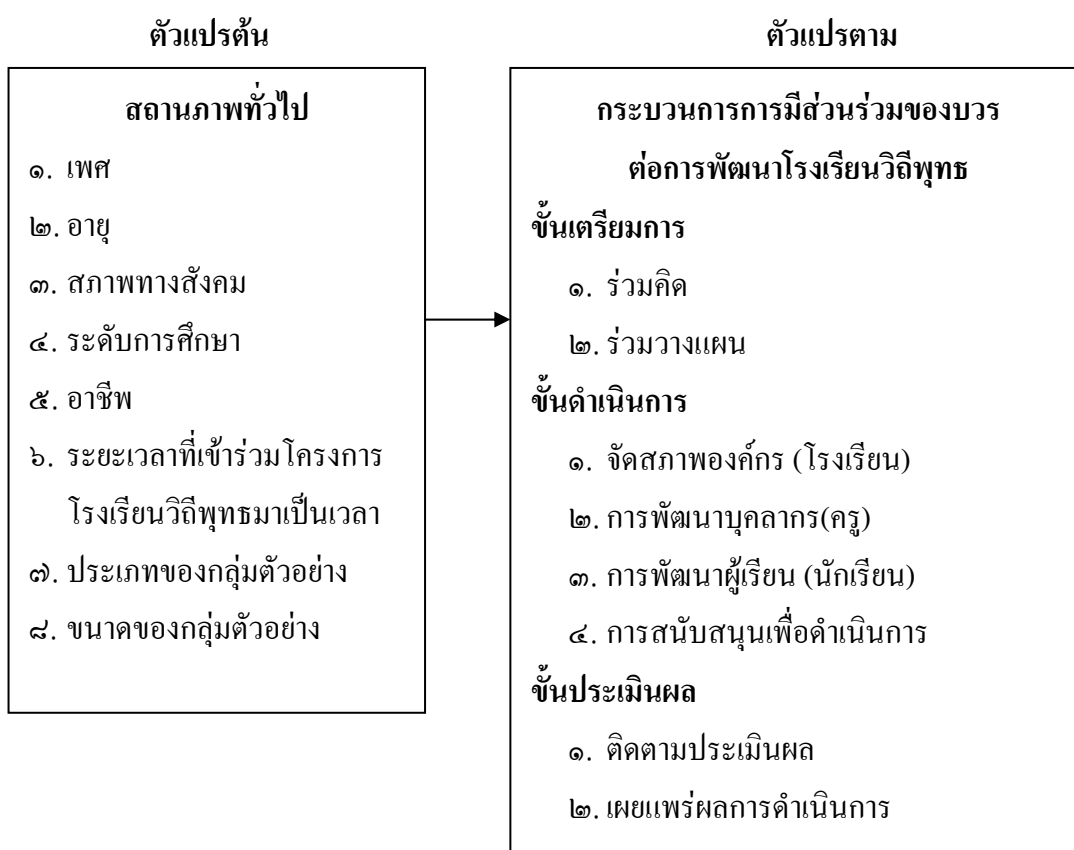 ตัวแปรต้น
สถานภาพทั่วไป
๑. เพศ
๒. อายุ
๓. สภาพทางสังคม
๔. ระดับการศึกษา
๕. อาชีพ
๖. ระยะเวลาที่เข้าร่วมโครงการ
โรงเรียนวิถีพุทธมาเป็นเวลา
๗. ประเภทของกลุ่มตัวอย่าง
๘. ขนาดของกลุ่มตัวอย่าง
ตัวแปรตาม
กระบวนการการมีส่วนร่วมของบวร
ต่อการพัฒนาโรงเรียนวิถีพุทธ
ขั้นเตรียมการ
๑. ร่วมคิด
๒. ร่วมวางแผน
ขั้นดำเนินการ
๑. จัดสภาพองค์กร (โรงเรียน)
๒. การพัฒนาบุคลากร(ครู)
๓. การพัฒนาผู้เรียน (นักเรียน)
๔. การสนับสนุนเพื่อดำเนินการ
ขั้นประเมินผล
๑. ติดตามประเมินผล
๒. เผยแพร่ผลการดำเนินการ